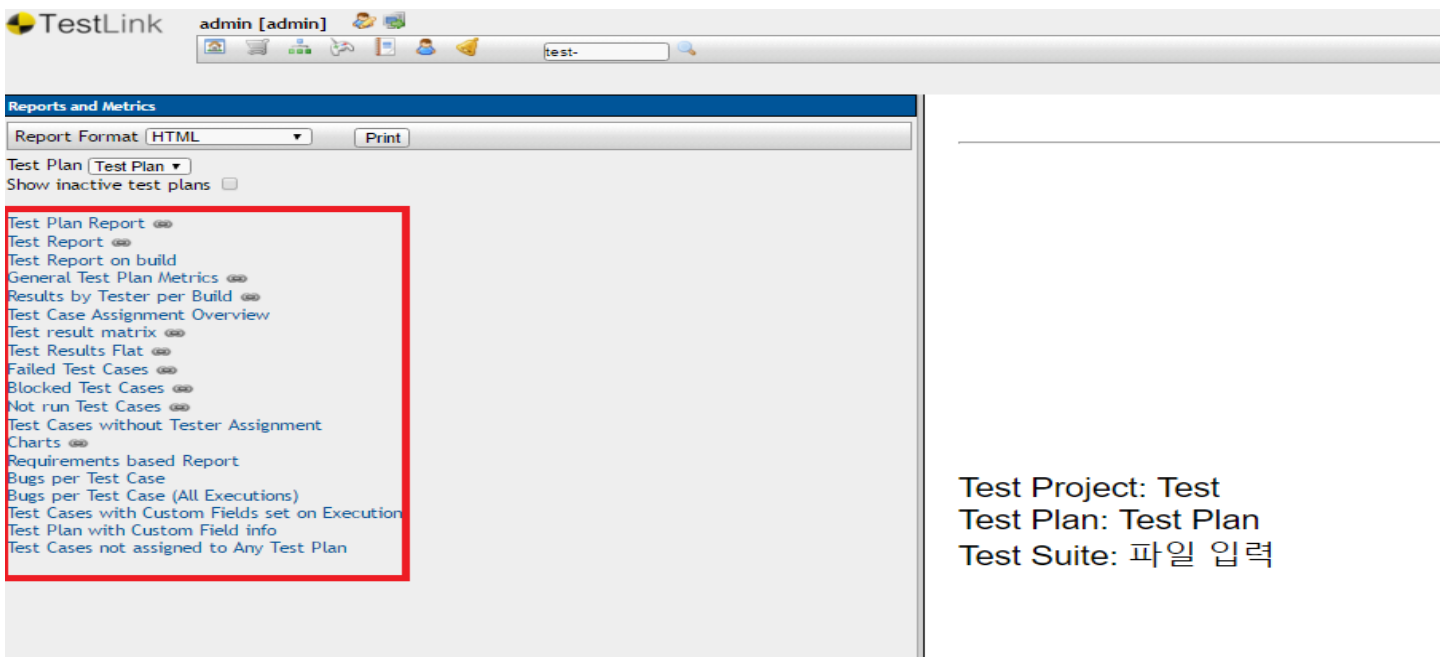 TestLink admin [admin]
test-
Reports and Metrics
Report Format HTML Print
Test Plan Test Plan
Show inactive test plans
Test Plan Report
Test Report
Test Report on build
General Test Plan Metrics
Results by Tester per Build
Test Case Assignment Overview
Test result matrix
Test Results Flat
Failed Test Cases
Blocked Test Cases
Not run Test Cases
Test Cases without Tester Assignment
Charts
Requirements based Report
Bugs per Test Case
Bugs per Test Case (All Executions)
Test Cases with Custom Fields set on Execution
Test Plan with Custom Field info
Test Cases not assigned to Any Test Plan
Test Project: Test
Test Plan: Test Plan
Test Suite: 파일 입력